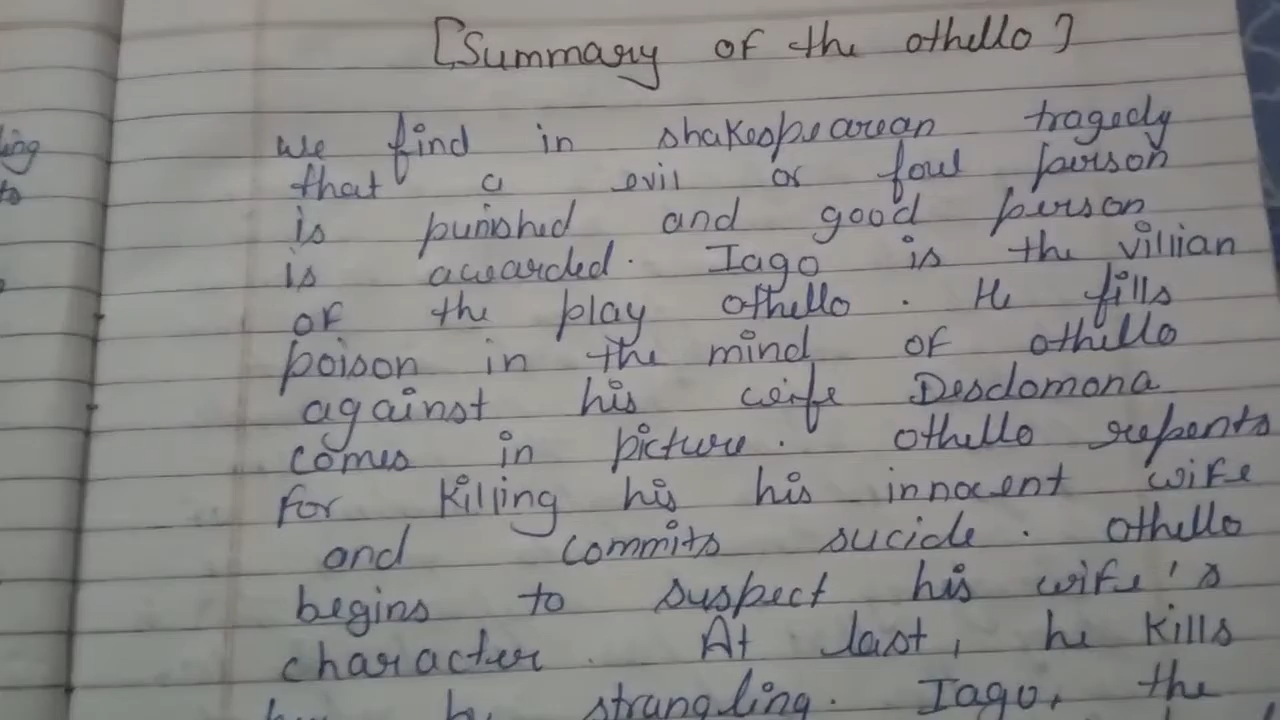 [Summary of the othello]
ing
to
we find in shakespearean tragedy
that a evil or foul person
is punished and good person
is awarded. Iago is the villian
of the play othello. He fills
poison in the mind of othello
against his wife Desdomona
comes in picture. othello repents
for killing his his innocent wife
and commits sucide. othello
begins to suspect his wife's
character. At last, he kills
strangling. Iago, the